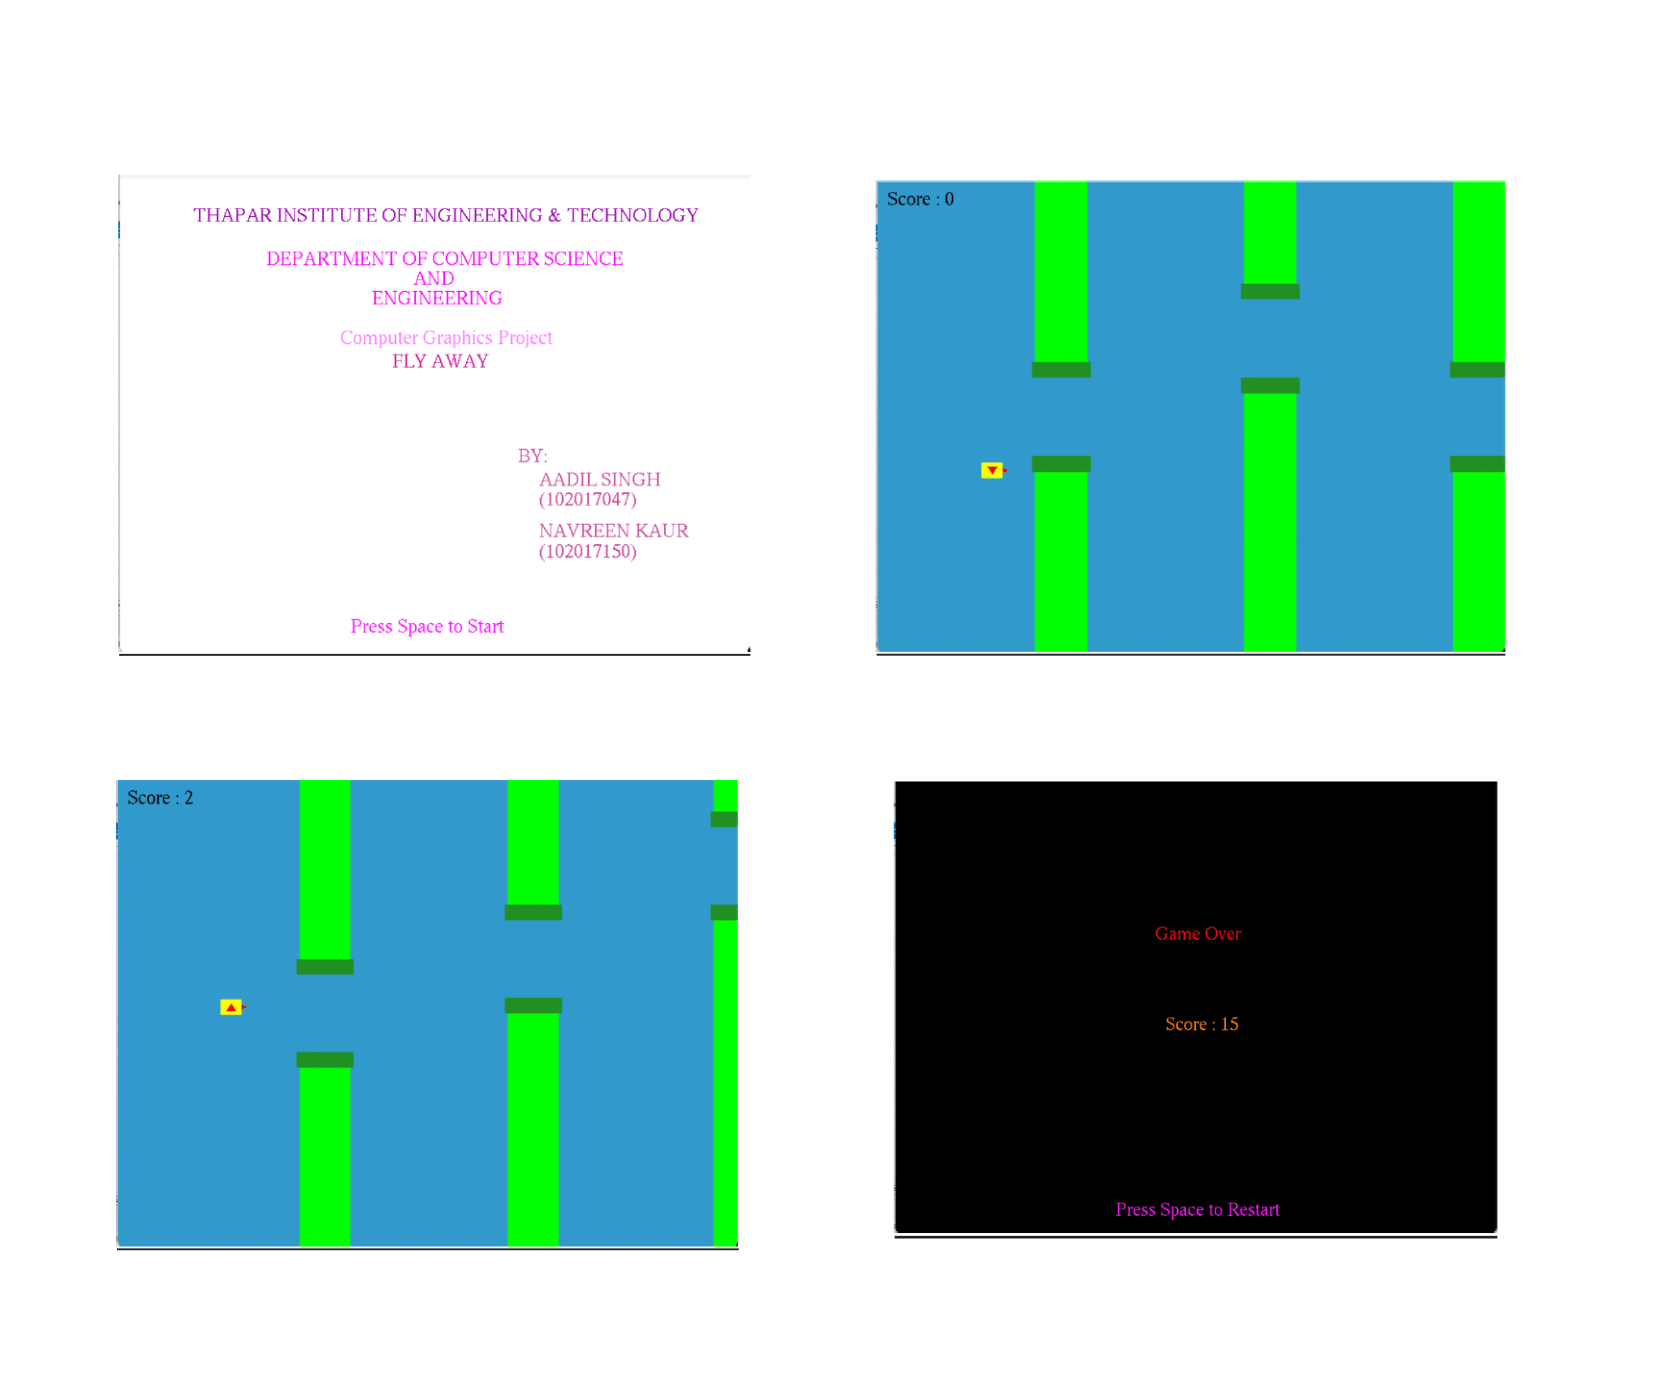 THAPAR INSTITUTE OF ENGINEERING & TECHNOLOGY
DEPARTMENT OF COMPUTER SCIENCE
AND
ENGINEERING
Computer Graphics Project
FLY AWAY
BY:
AADIL SINGH
(102017047)
NAVREEN KAUR
(102017150)
Press Space to Start
Score : 0
Score : 2
Game Over
Score : 15
Press Space to Restart